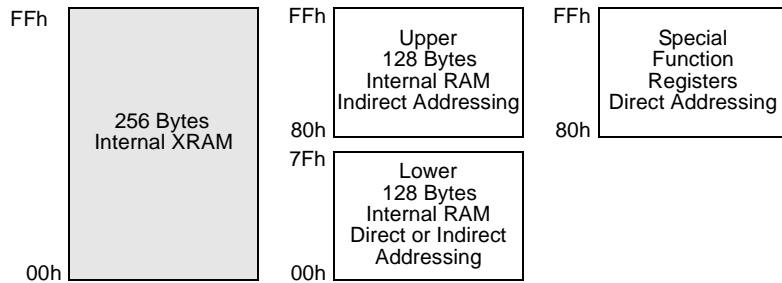 FFh
256 Bytes
Internal XRAM
00h
FFh
Upper
128 Bytes
Internal RAM
Indirect Addressing
80h
7Fh
Lower
128 Bytes
Internal RAM
Direct or Indirect
Addressing
00h
FFh
Special
Function
Registers
Direct Addressing
80h